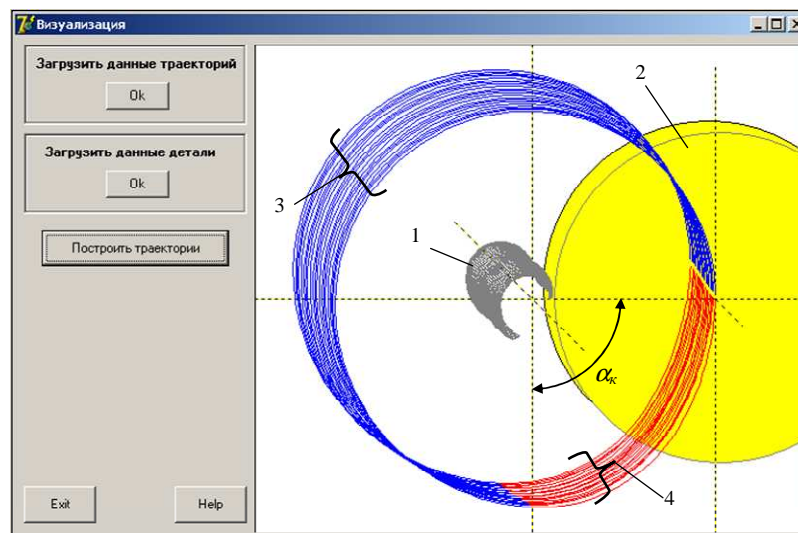 Визуализация
Загрузить данные траекторий
Ok
Загрузить данные детали
Ok
Построить траектории
Exit
Help
1
2
3
4
αк